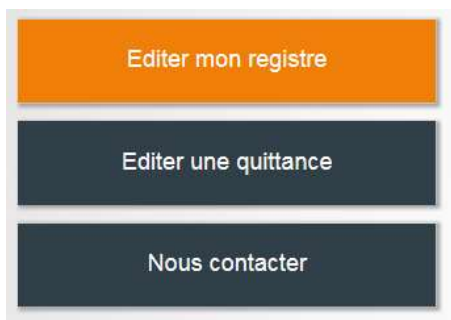 Editer mon registre
Editer une quittance
Nous contacter